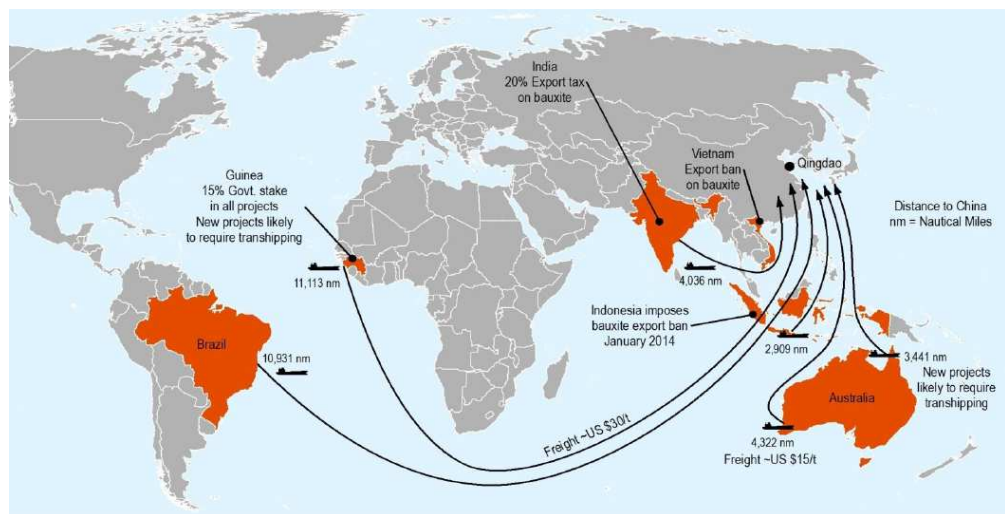 India
20% Export tax
on bauxite
Vietnam
Export ban
on bauxite
Qingdao
Guinea
15% Govt. stake
in all projects
New projects likely
to require transhipping
Distance to China
nm = Nautical Miles
11,113 nm
4,036 nm
Indonesia imposes
bauxite export ban
January 2014
Brazil
10,931 nm
2,909 nm
3,441 nm
New projects
likely to require
transhipping
Australia
4,322 nm
Freight ~US $15/t
Freight ~US $30/t